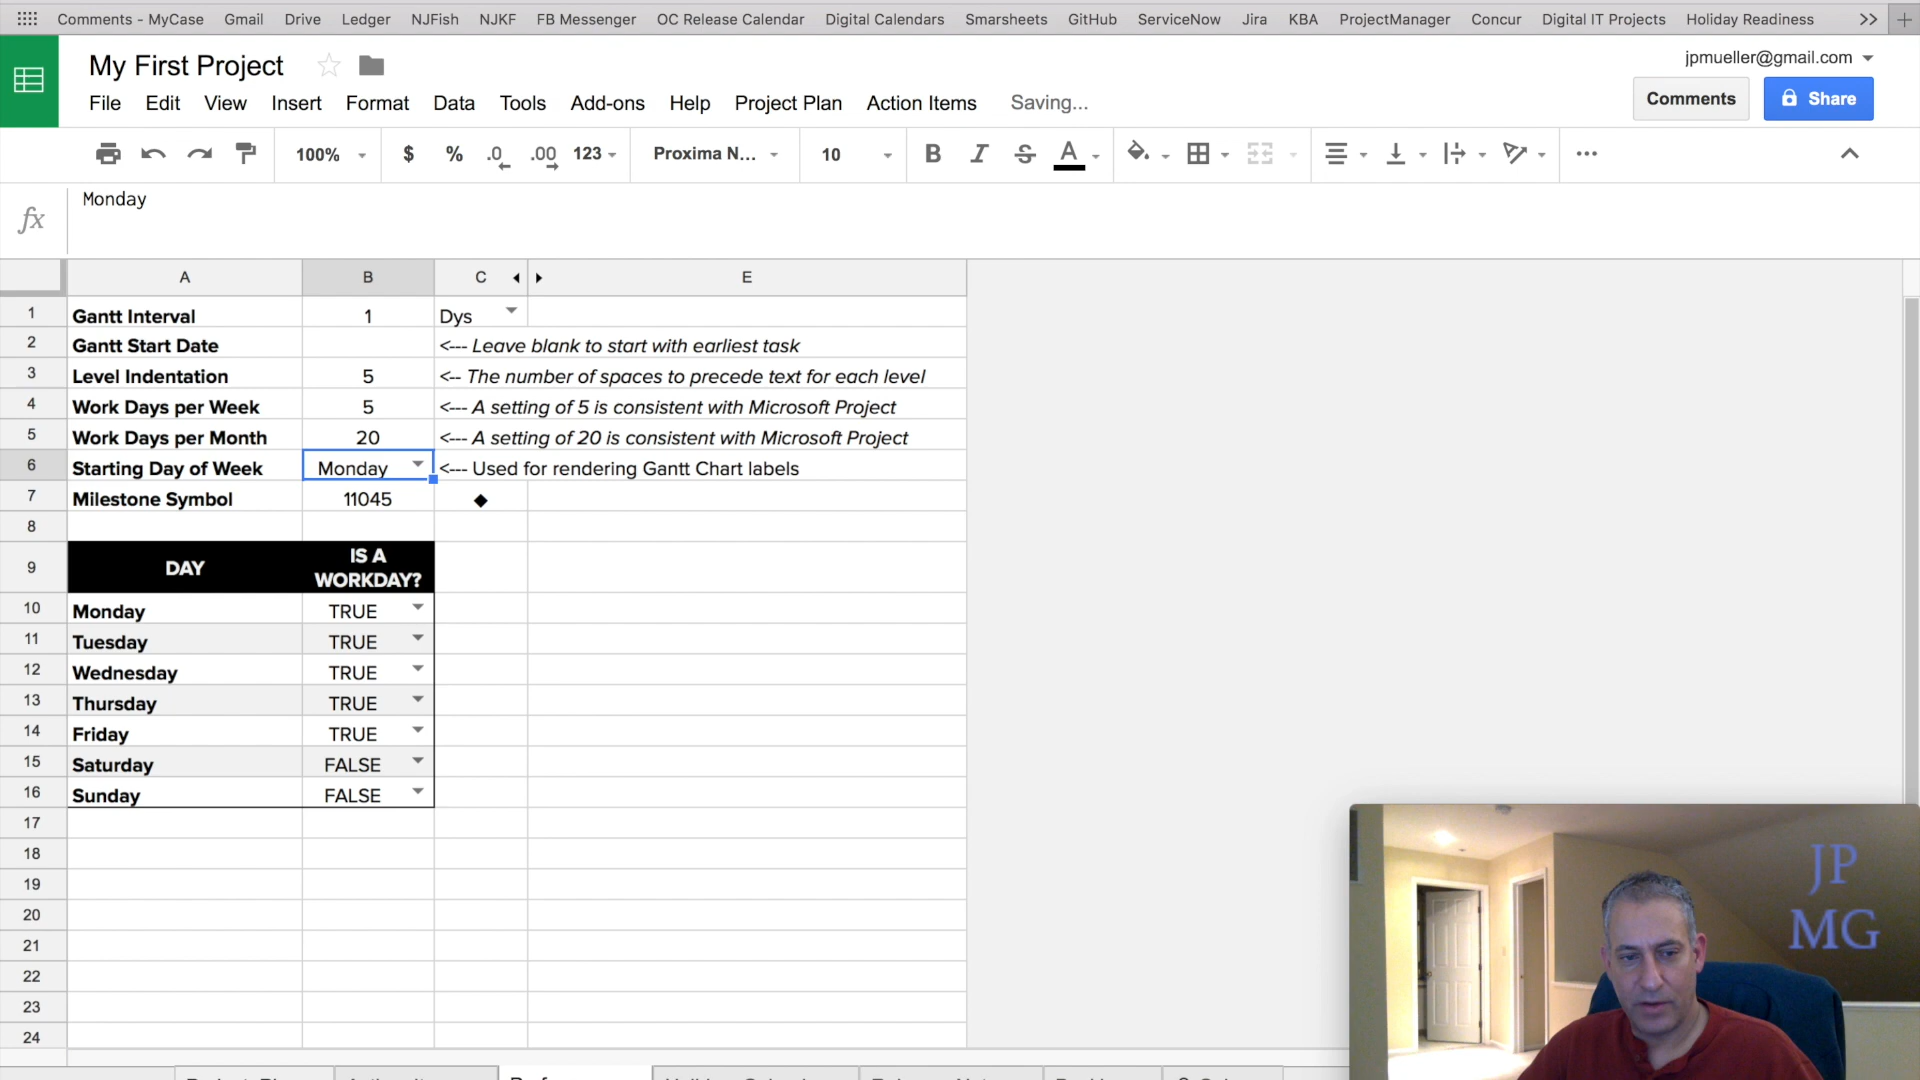 Comments - MyCase Gmail Drive Ledger NJFish NJKF FB Messenger OC Release Calendar Digital Calendars Smarsheets GitHub ServiceNow Jira KBA ProjectManager Concur Digital IT Projects Holiday Readiness
My First Project
jpmueller@gmail.com
File Edit View Insert Format Data Tools Add-ons Help Project Plan Action Items Saving...
Comments Share
100% $ % .0 .00 123 Proxima N... 10 B I S A
fx Monday
A B C E
1 Gantt Interval 1 Dys
2 Gantt Start Date <--- Leave blank to start with earliest task
3 Level Indentation 5 <-- The number of spaces to precede text for each level
4 Work Days per Week 5 <--- A setting of 5 is consistent with Microsoft Project
5 Work Days per Month 20 <--- A setting of 20 is consistent with Microsoft Project
6 Starting Day of Week Monday <--- Used for rendering Gantt Chart labels
7 Milestone Symbol 11045 ◆
8
9 DAY IS A WORKDAY?
10 Monday TRUE
11 Tuesday TRUE
12 Wednesday TRUE
13 Thursday TRUE
14 Friday TRUE
15 Saturday FALSE
16 Sunday FALSE
17
18
19
20
21
22
23
24
JP
MG